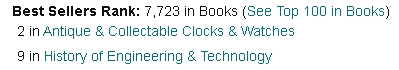 Best Sellers Rank: 7,723 in Books (See Top 100 in Books)
2 in Antique & Collectable Clocks & Watches
9 in History of Engineering & Technology